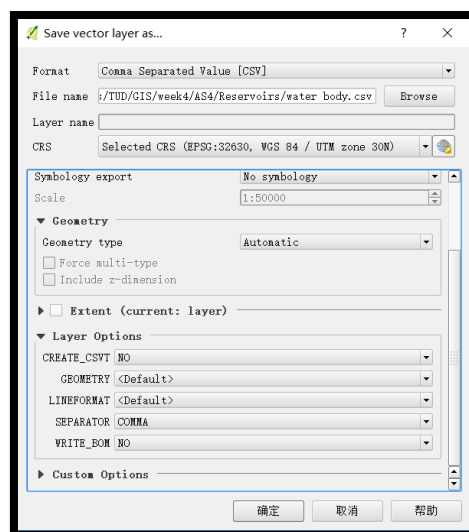 Save vector layer as...
Format Comma Separated Value [CSV]
File name :/TUD/GIS/week4/AS4/Reservoirs/water body.csv Browse
Layer name
CRS Selected CRS (EPSG:32630, WGS 84 / UTM zone 30N)
Symbology export No symbology
Scale 1:50000
Geometry
Geometry type Automatic
Force multi-type
Include z-dimension
Extent (current: layer)
Layer Options
CREATE_CSVT NO
GEOMETRY <Default>
LINEFORMAT <Default>
SEPARATOR COMMA
WRITE_BOM NO
Custom Options
确定 取消 帮助